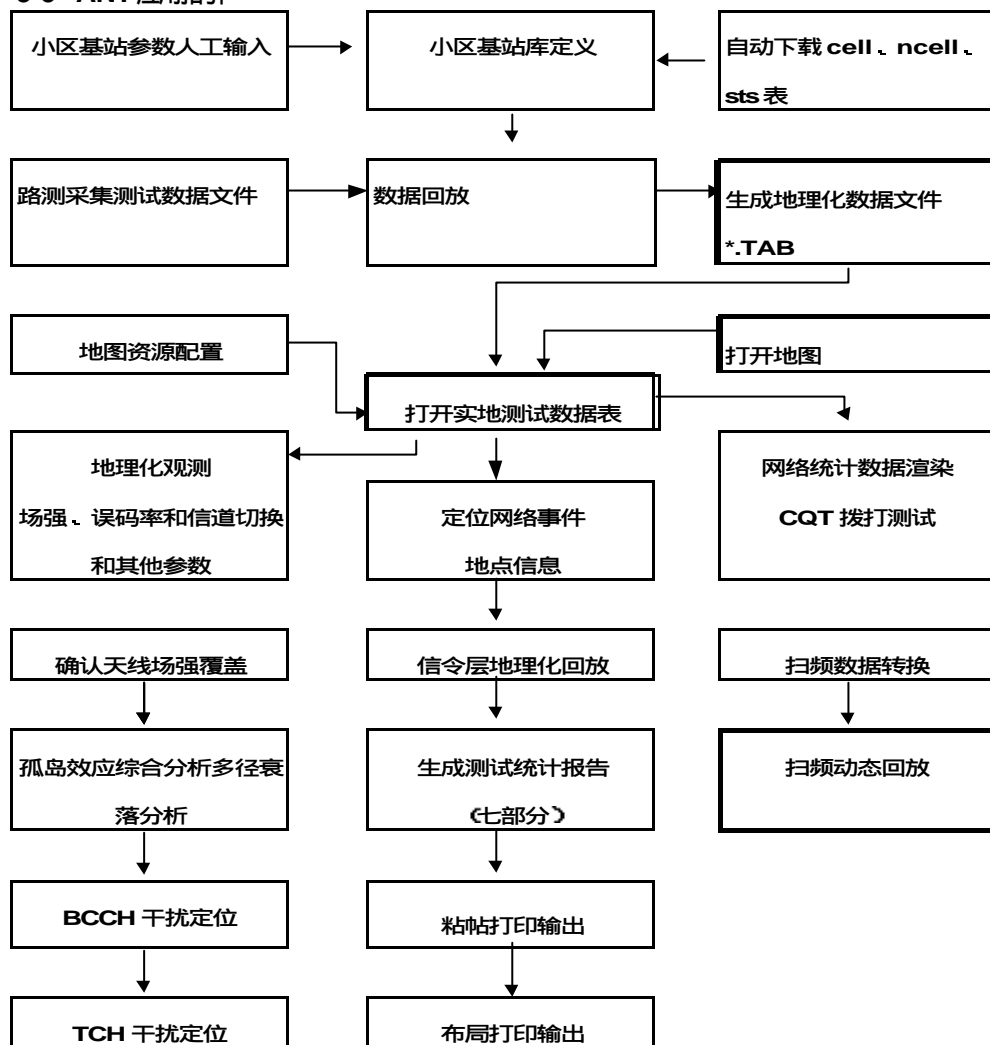 小区基站参数人工输入
小区基站库定义
自动下载 cell、ncell、
sts 表
路测采集测试数据文件
数据回放
生成地理化数据文件
*.TAB
地图资源配置
打开地图
打开实地测试数据表
地理化观测
场强、误码率和信道切换
和其他参数
定位网络事件
地点信息
网络统计数据渲染
CQT 拨打测试
确认天线场强覆盖
信令层地理化回放
扫频数据转换
孤岛效应综合分析多径衰
落分析
生成测试统计报告
(七部分)
扫频动态回放
BCCH 干扰定位
粘帖打印输出
TCH 干扰定位
布局打印输出